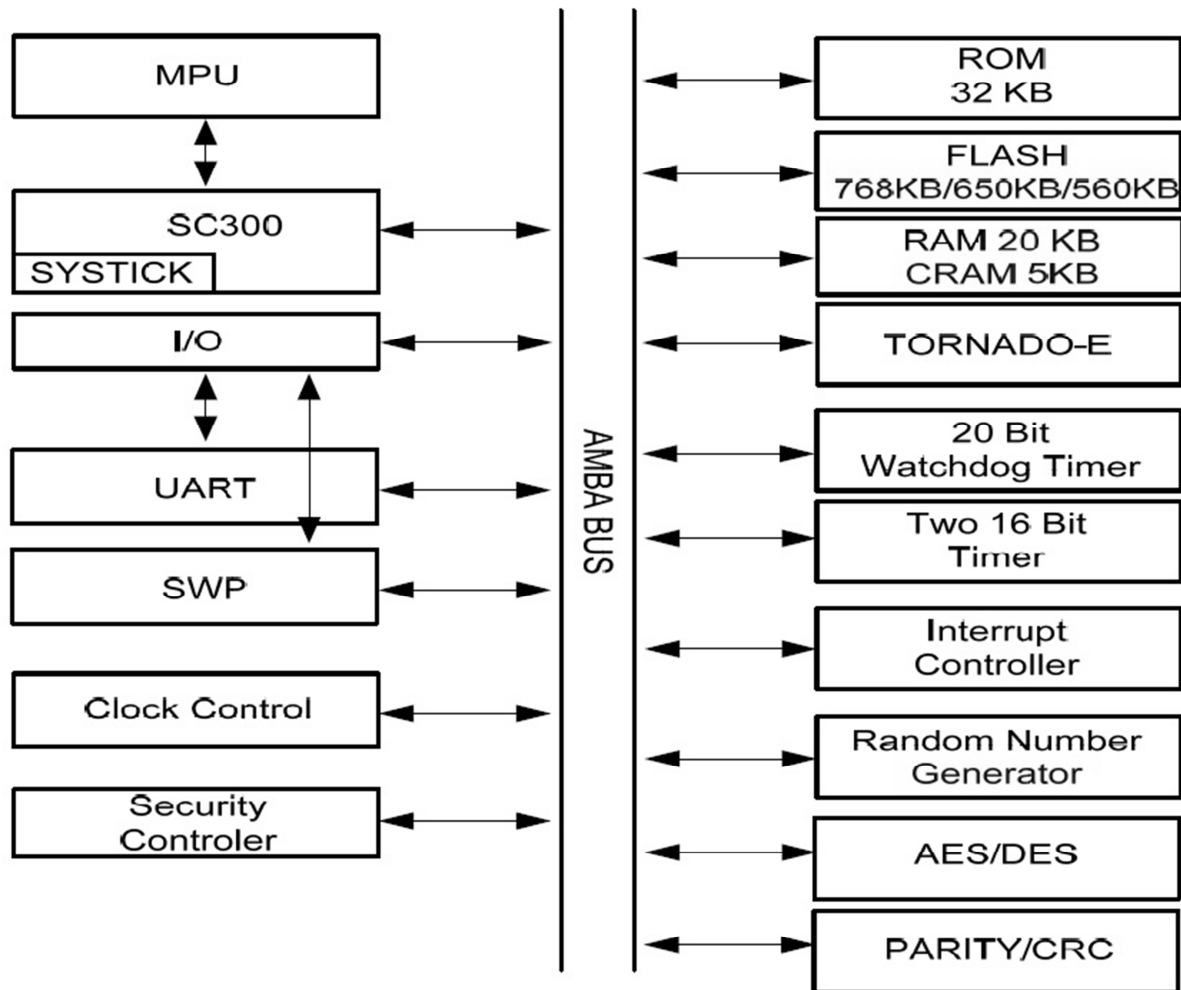 MPU
SC300
SYSTICK
I/O
UART
SWP
Clock Control
Security
Controler
AMBA BUS
ROM
32 KB
FLASH
768KB/650KB/560KB
RAM 20 KB
CRAM 5KB
TORNADO-E
20 Bit
Watchdog Timer
Two 16 Bit
Timer
Interrupt
Controller
Random Number
Generator
AES/DES
PARITY/CRC